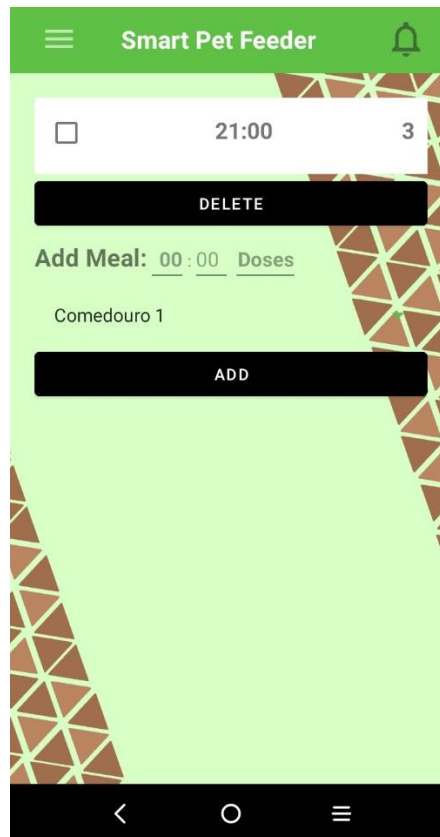 Smart Pet Feeder
21:00 3
DELETE
Add Meal: 00 : 00 Doses
Comedouro 1
ADD